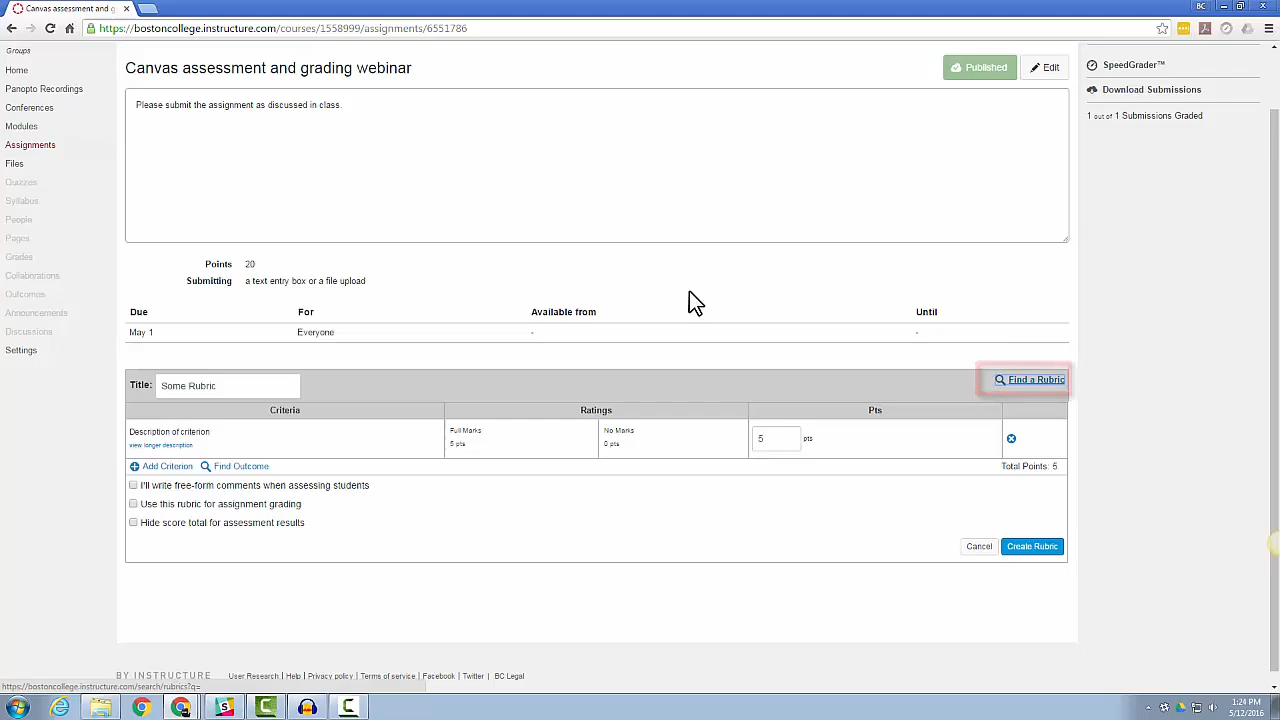 Canvas assessment and g
BC
https://bostoncollege.instructure.com/courses/1558999/assignments/6551786
Groups
Home
Panopto Recordings
Conferences
Modules
Assignments
Files
Quizzes
Syllabus
People
Pages
Grades
Collaborations
Outcomes
Announcements
Discussions
Settings
Canvas assessment and grading webinar
Published
Edit
Please submit the assignment as discussed in class.
Points 20
Submitting a text entry box or a file upload
Due For Available from Until
May 1 Everyone - -
Title: Some Rubric Find a Rubric
Criteria Ratings Pts
Description of criterion
view longer description
Full Marks
5 pts
No Marks
0 pts
5 pts
Add Criterion Find Outcome Total Points: 5
I'll write free-form comments when assessing students
Use this rubric for assignment grading
Hide score total for assessment results
Cancel Create Rubric
SpeedGrader™
Download Submissions
1 out of 1 Submissions Graded
BY INSTRUCTURE User Research | Help | Privacy policy | Terms of service | Facebook | Twitter | BC Legal
https://bostoncollege.instructure.com/search/rubrics?q=
1:24 PM
5/12/2016